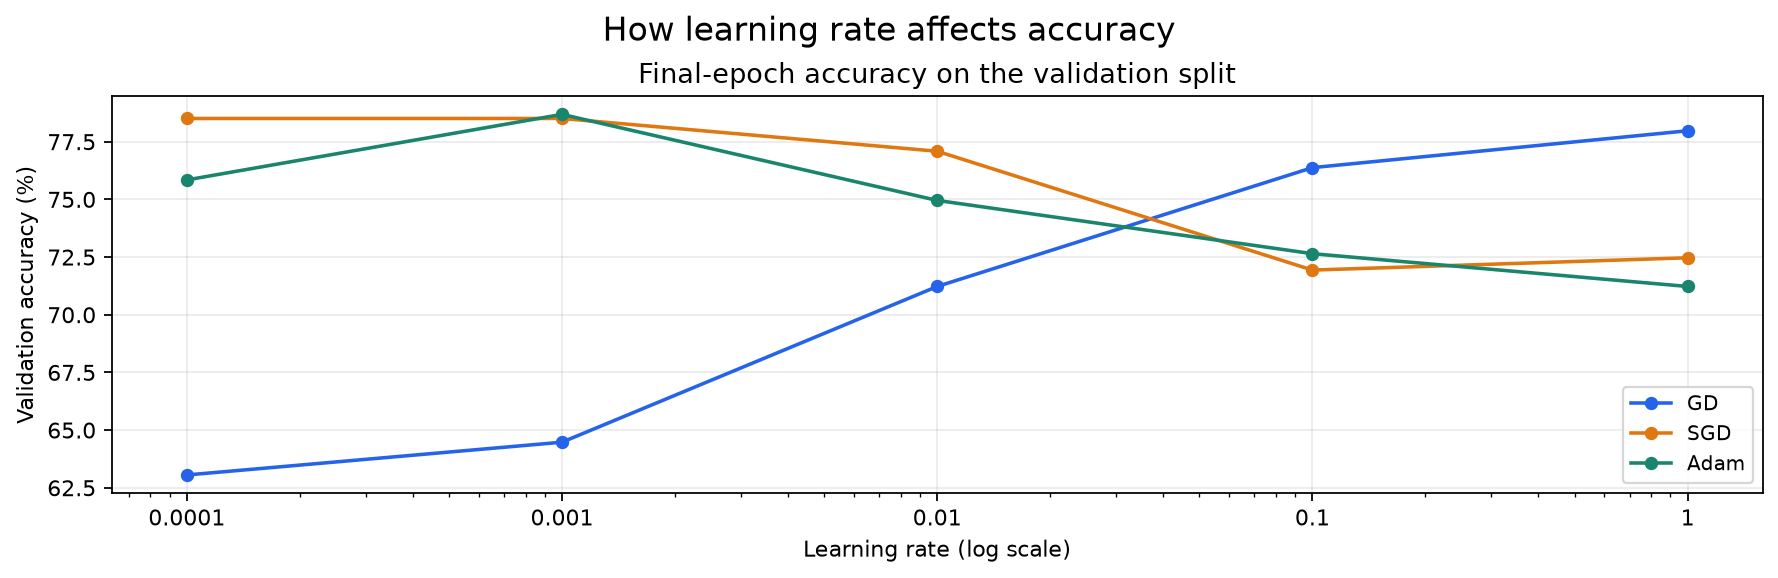 How learning rate affects accuracy
Final-epoch accuracy on the validation split
Validation accuracy (%)
77.5
75.0
72.5
70.0
67.5
65.0
62.5
0.0001 0.001 0.01 0.1 1
Learning rate (log scale)
GD
SGD
Adam